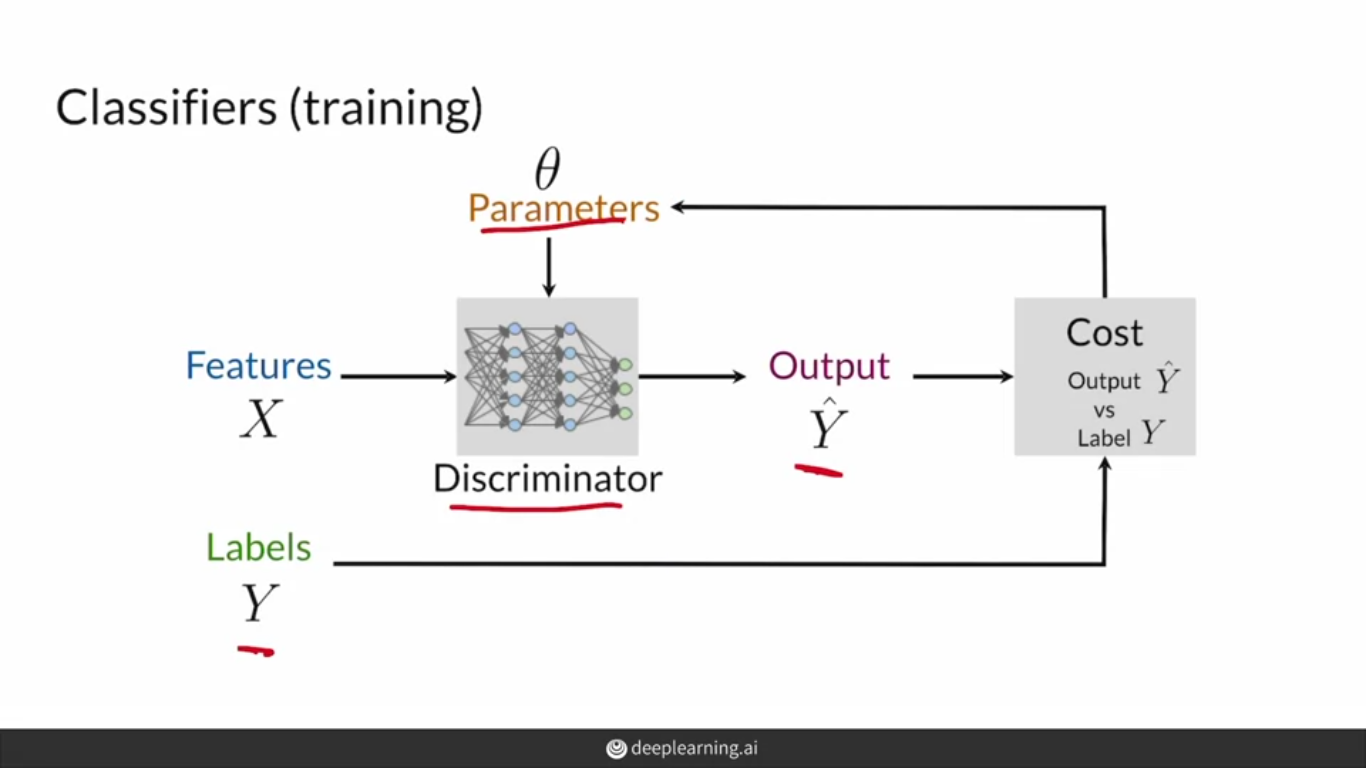 Classifiers (training)
θ
Parameters
Features
X
Discriminator
Output
Ŷ
Cost
Output Ŷ
vs
Label Y
Labels
Y
deeplearning.ai